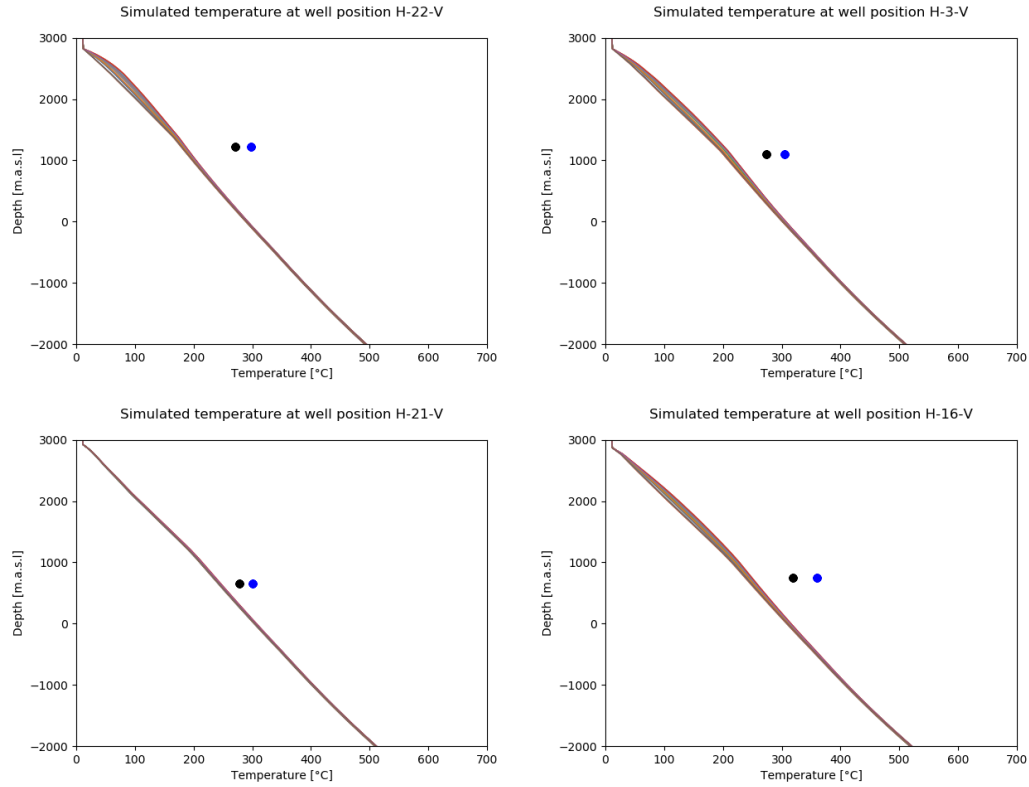 Simulated temperature at well position H-22-V
3000
2000
1000
0
−1000
−2000
Depth [m.a.s.l]
0 100 200 300 400 500 600 700
Temperature [°C]
Simulated temperature at well position H-3-V
3000
2000
1000
0
−1000
−2000
Depth [m.a.s.l]
0 100 200 300 400 500 600 700
Temperature [°C]
Simulated temperature at well position H-21-V
3000
2000
1000
0
−1000
−2000
Depth [m.a.s.l]
0 100 200 300 400 500 600 700
Temperature [°C]
Simulated temperature at well position H-16-V
3000
2000
1000
0
−1000
−2000
Depth [m.a.s.l]
0 100 200 300 400 500 600 700
Temperature [°C]